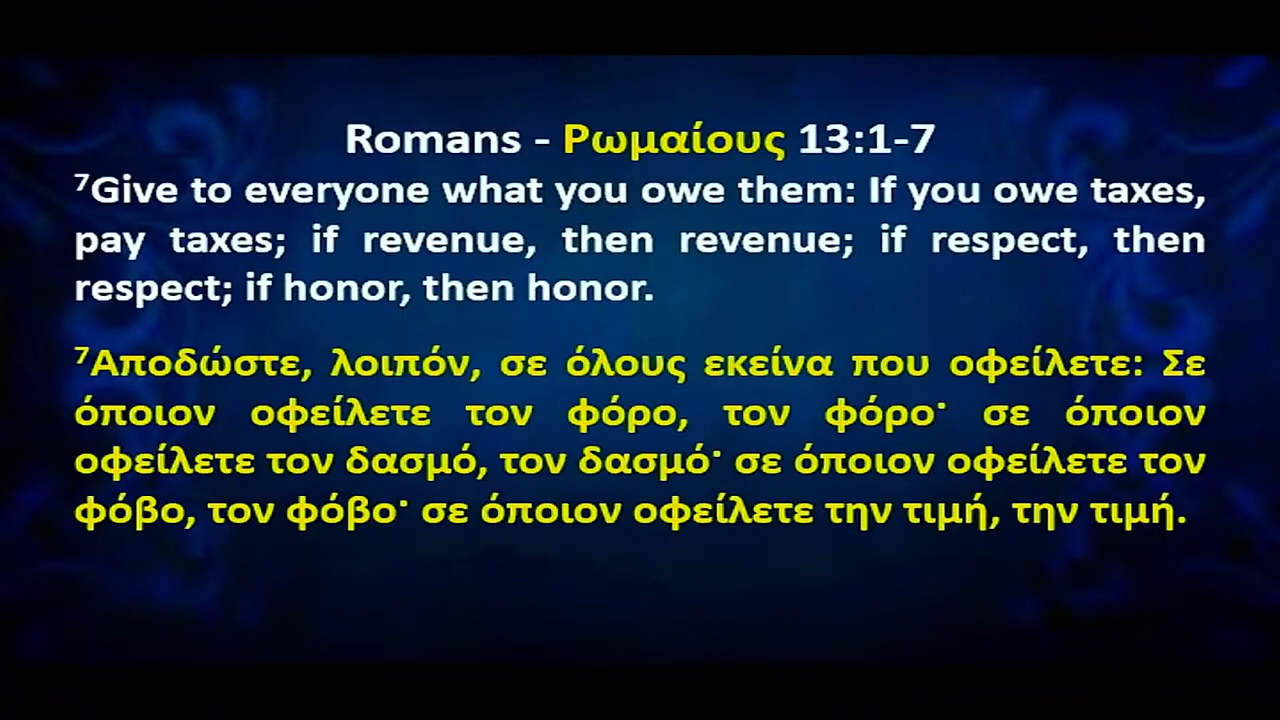 Romans - Ρωμαίους 13:1-7
⁷Give to everyone what you owe them: If you owe taxes,
pay taxes; if revenue, then revenue; if respect, then
respect; if honor, then honor.
⁷Αποδώστε, λοιπόν, σε όλους εκείνα που οφείλετε: Σε
όποιον οφείλετε τον φόρο, τον φόρο· σε όποιον
οφείλετε τον δασμό, τον δασμό· σε όποιον οφείλετε τον
φόβο, τον φόβο· σε όποιον οφείλετε την τιμή, την τιμή.